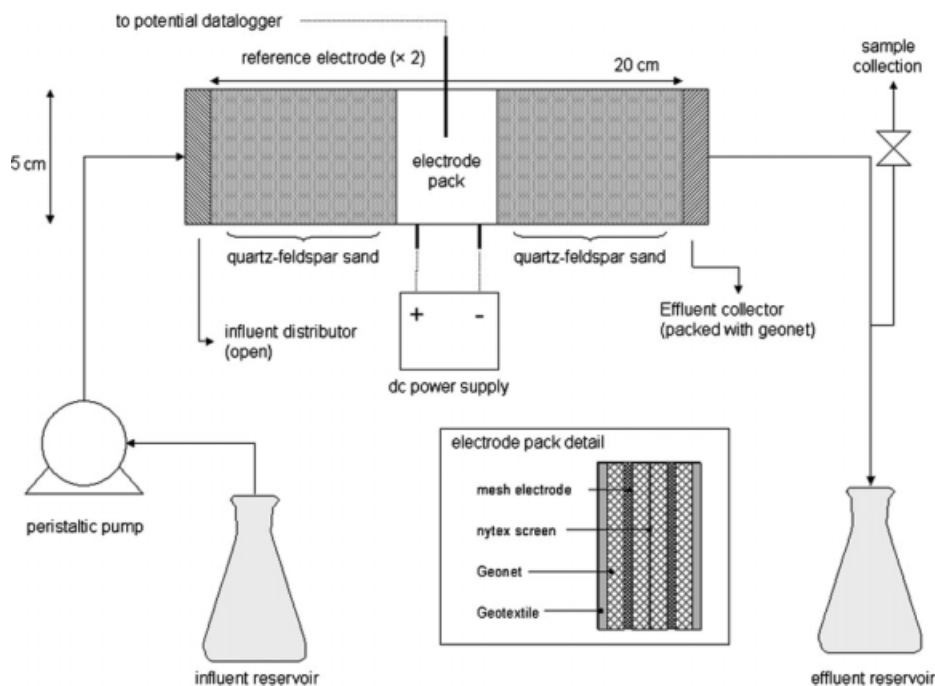 to potential datalogger
sample
collection
reference electrode (× 2)
20 cm
5 cm
electrode
pack
quartz-feldspar sand
quartz-feldspar sand
+
-
influent distributor
(open)
Effluent collector
(packed with geonet)
dc power supply
electrode pack detail
mesh electrode
nytex screen
Geonet
Geotextile
peristaltic pump
influent reservoir
effluent reservoir